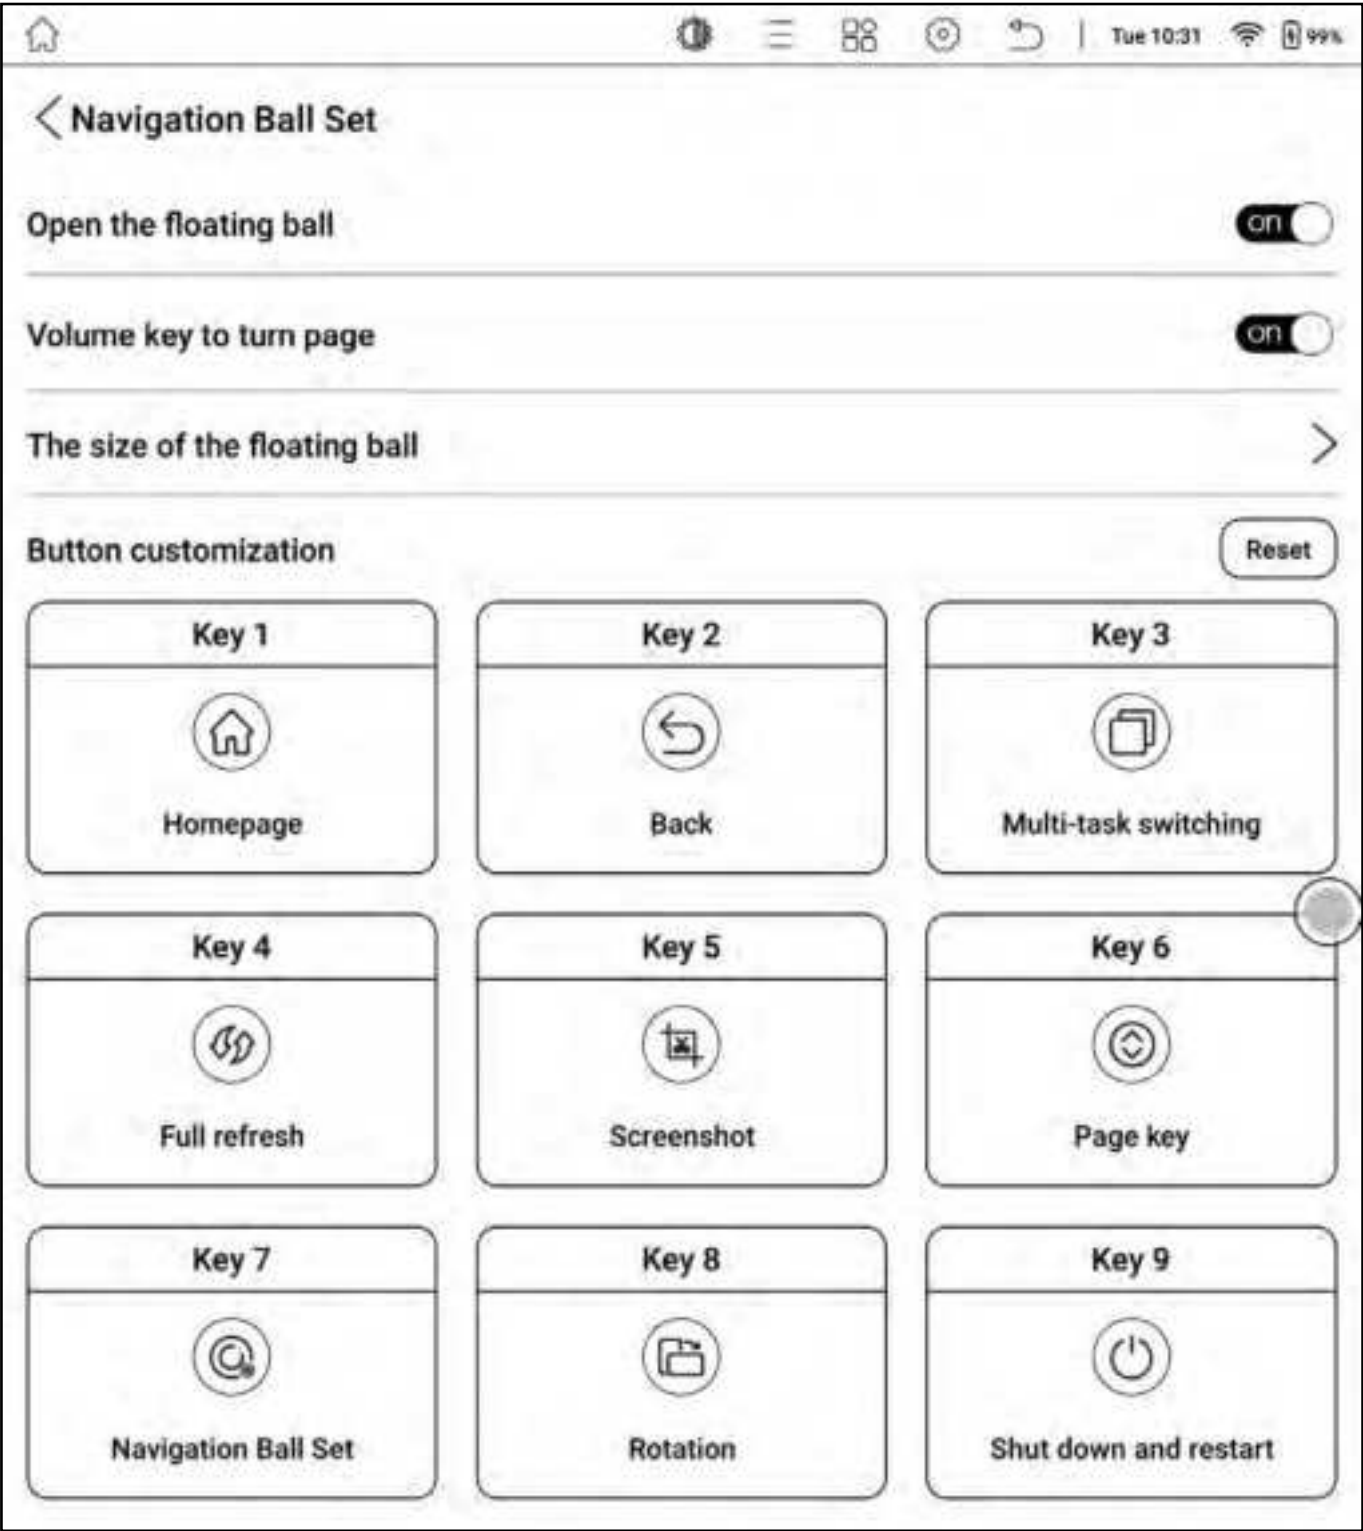 Tue 10:31 99%
Navigation Ball Set
Open the floating ball on
Volume key to turn page on
The size of the floating ball
Button customization Reset
Key 1 Key 2 Key 3
Homepage Back Multi-task switching
Key 4 Key 5 Key 6
Full refresh Screenshot Page key
Key 7 Key 8 Key 9
Navigation Ball Set Rotation Shut down and restart